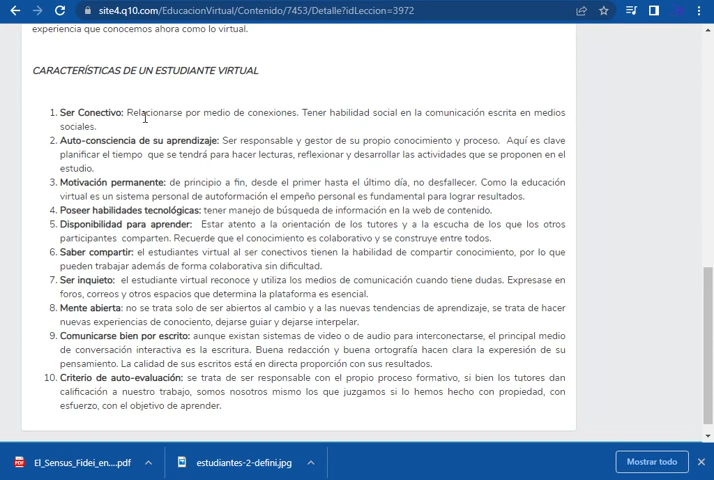 site4.q10.com/EducacionVirtual/Contenido/7453/Detalle?idLeccion=3972
experiencia que conocemos ahora como lo virtual.
CARACTERÍSTICAS DE UN ESTUDIANTE VIRTUAL
1. Ser Conectivo: Relacionarse por medio de conexiones. Tener habilidad social en la comunicación escrita en medios
sociales.
2. Auto-consciencia de su aprendizaje: Ser responsable y gestor de su propio conocimiento y proceso. Aquí es clave
planificar el tiempo que se tendrá para hacer lecturas, reflexionar y desarrollar las actividades que se proponen en el
estudio.
3. Motivación permanente: de principio a fin, desde el primer hasta el último día, no desfallecer. Como la educación
virtual es un sistema personal de autoformación el empeño personal es fundamental para lograr resultados.
4. Poseer habilidades tecnológicas: tener manejo de búsqueda de información en la web de contenido.
5. Disponibilidad para aprender: Estar atento a la orientación de los tutores y a la escucha de los que los otros
participantes comparten. Recuerde que el conocimiento es colaborativo y se construye entre todos.
6. Saber compartir: el estudiantes virtual al ser conectivos tienen la habilidad de compartir conocimiento, por lo que
pueden trabajar además de forma colaborativa sin dificultad.
7. Ser inquieto: el estudiante virtual reconoce y utiliza los medios de comunicación cuando tiene dudas. Expresase en
foros, correos y otros espacios que determina la plataforma es esencial.
8. Mente abierta: no se trata solo de ser abiertos al cambio y a las nuevas tendencias de aprendizaje, se trata de hacer
nuevas experiencias de conociento, dejarse guiar y dejarse interpelar.
9. Comunicarse bien por escrito: aunque existan sistemas de video o de audio para interconectarse, el principal medio
de conversación interactiva es la escritura. Buena redacción y buena ortografía hacen clara la experesión de su
pensamiento. La calidad de sus escritos está en directa proporción con sus resultados.
10. Criterio de auto-evaluación: se trata de ser responsable con el propio proceso formativo, si bien los tutores dan
calificación a nuestro trabajo, somos nosotros mismo los que juzgamos si lo hemos hecho con propiedad, con
esfuerzo, con el objetivo de aprender.
El_Sensus_Fidei_en....pdf
estudiantes-2-defini.jpg
Mostrar todo